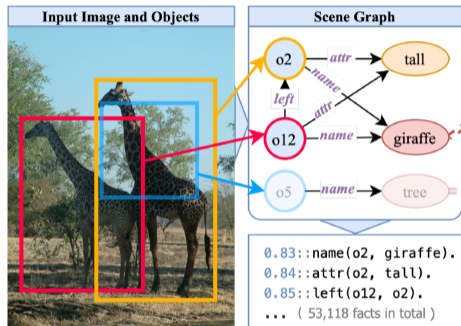 Input Image and Objects
Scene Graph
o2
attr
tall
name
left
attr
o12
name
giraffe
o5
name
tree
0.83::name(o2, giraffe).
0.84::attr(o2, tall).
0.85::left(o12, o2).
... ( 53,118 facts in total )